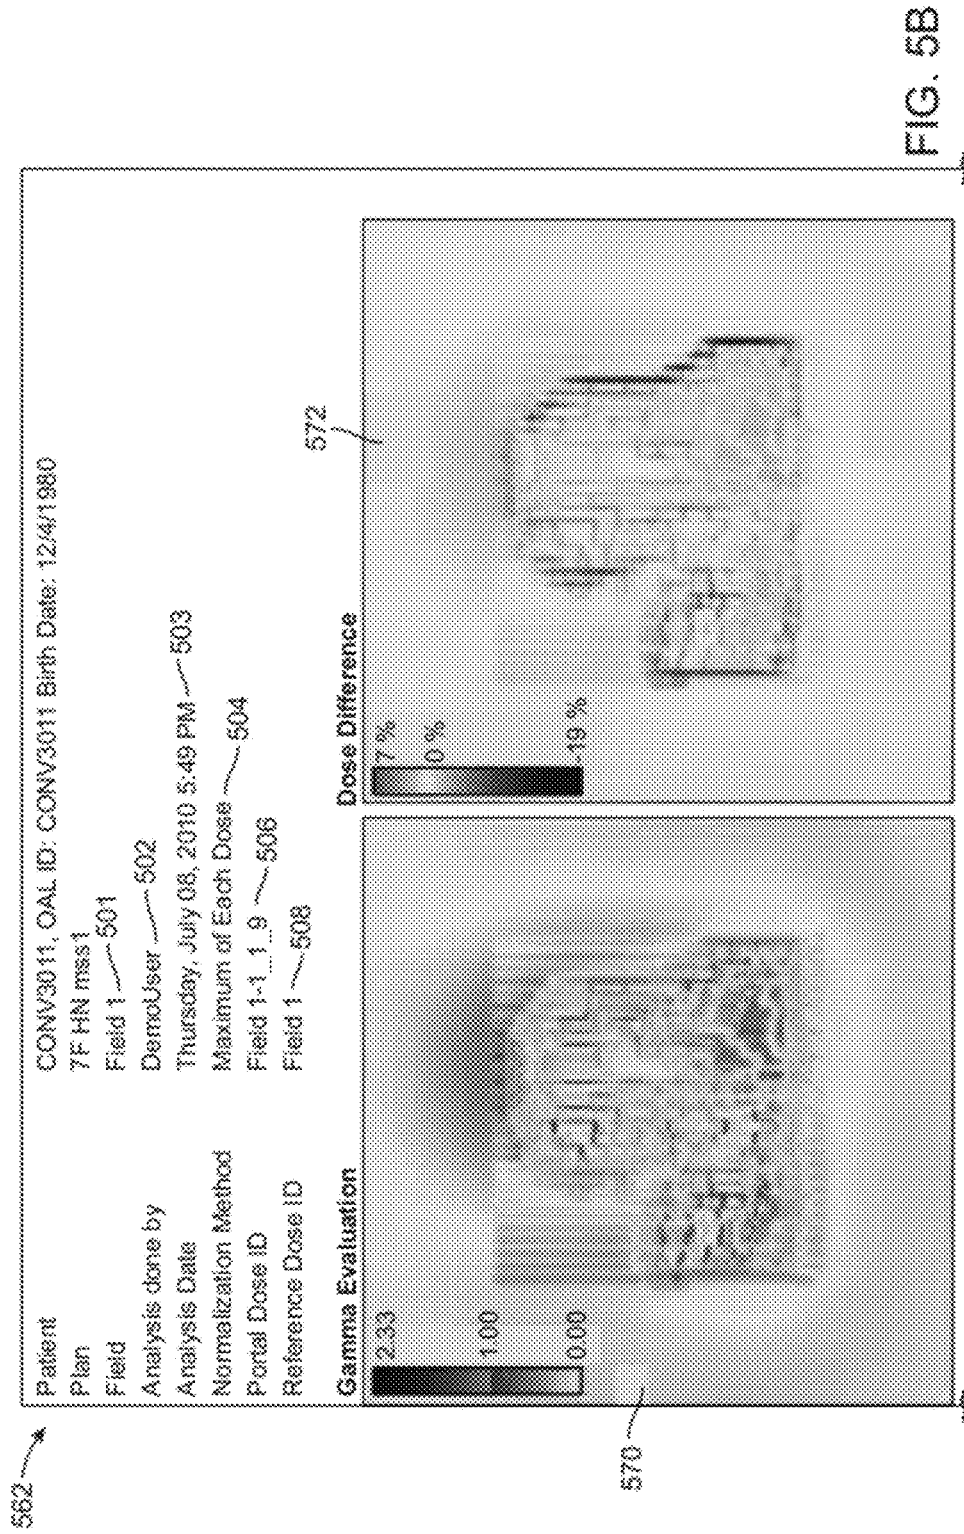 562
Patient CONV3011, OAL ID: CONV3011 Birth Date: 12/4/1980
Plan 7F HN mss1
Field Field 1 501
Analysis done by DemoUser 502
Analysis Date Thursday, July 08, 2010 5:49 PM 503
Normalization Method Maximum of Each Dose 504
Portal Dose ID Field 1-1_1_9 506
Reference Dose ID Field 1 508
Gamma Evaluation
2.33
1.00
0.00
570
Dose Difference
7 %
0 %
-19 %
572
FIG. 5B